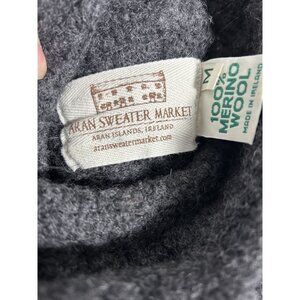 ARAN SWEATER MARKET
ARAN ISLANDS, IRELAND
aransweatermarket.com
M
100%
MERINO
WOOL
MADE IN IRELAND